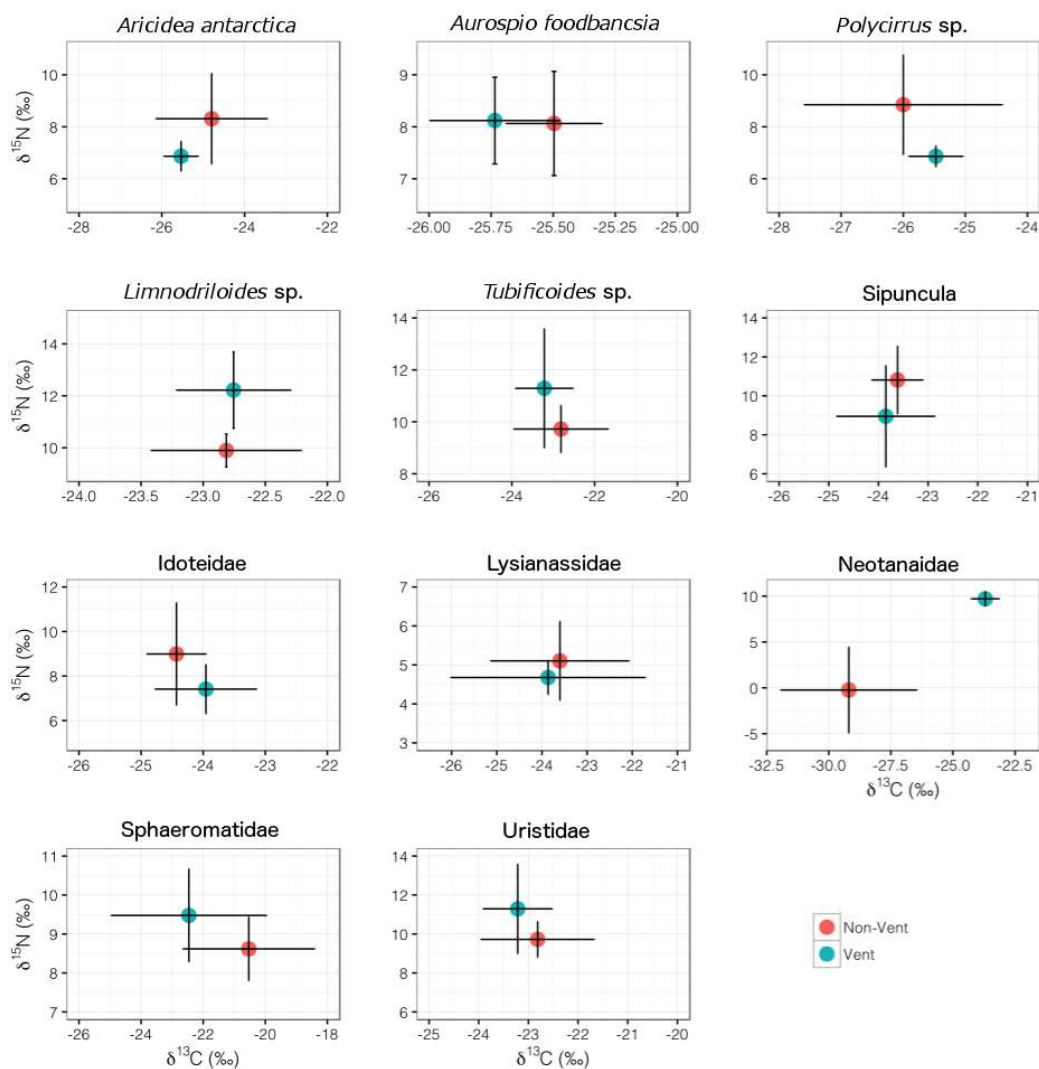 Aricidea antarctica Aurospio foodbancsia Polycirrus sp.
δ15N (‰)
10
8
6
-28 -26 -24 -22
9
8
7
-26.00 -25.75 -25.50 -25.25 -25.00
10
8
6
-28 -27 -26 -25 -24
Limnodriloides sp. Tubificoides sp. Sipuncula
δ15N (‰)
14
12
10
-24.0 -23.5 -23.0 -22.5 -22.0
14
12
10
8
-26 -24 -22 -20
14
12
10
8
6
-26 -25 -24 -23 -22 -21
Idoteidae Lysianassidae Neotanaidae
δ15N (‰)
12
10
8
6
-26 -25 -24 -23 -22
7
6
5
4
3
-26 -25 -24 -23 -22 -21
10
5
0
-5
-32.5 -30.0 -27.5 -25.0 -22.5
δ13C (‰)
Sphaeromatidae Uristidae
δ15N (‰)
11
10
9
8
7
-26 -24 -22 -20 -18
δ13C (‰)
14
12
10
8
6
-25 -24 -23 -22 -21 -20
δ13C (‰)
Non-Vent
Vent